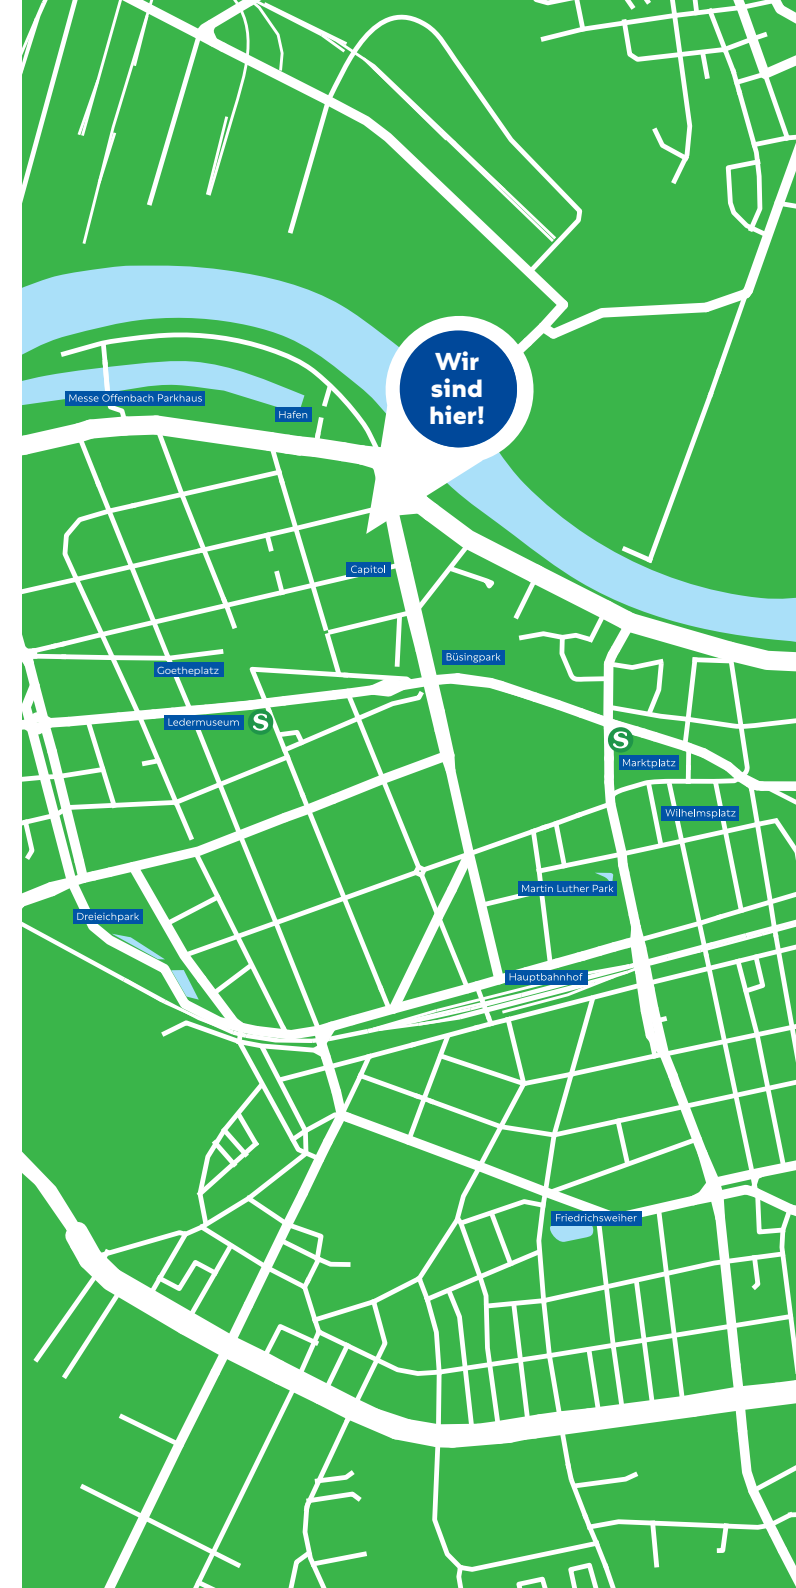 Wir
sind
hier!
Messe Offenbach Parkhaus
Hafen
Capitol
Büsingpark
Goetheplatz
Ledermuseum S
S
Marktplatz
Wilhelmsplatz
Martin Luther Park
Dreieichpark
Hauptbahnhof
Friedrichsweiher